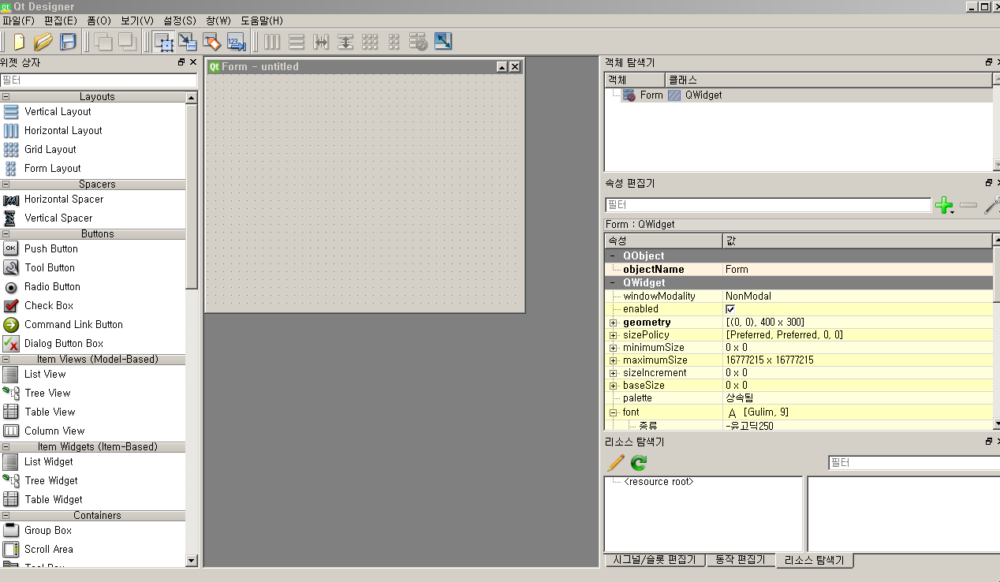 Qt Designer
파일(F) 편집(E) 폼(O) 보기(V) 설정(S) 창(W) 도움말(H)
123
위젯 상자
필터
Layouts
Vertical Layout
Horizontal Layout
Grid Layout
Form Layout
Spacers
Horizontal Spacer
Vertical Spacer
Buttons
OK Push Button
Tool Button
Radio Button
Check Box
Command Link Button
Dialog Button Box
Item Views (Model-Based)
List View
Tree View
Table View
Column View
Item Widgets (Item-Based)
List Widget
Tree Widget
Table Widget
Containers
Group Box
Scroll Area
Tool Box
Qt Form - untitled
객체 탐색기
객체 클래스
Form QWidget
속성 편집기
필터
Form : QWidget
속성 값
QObject
objectName Form
QWidget
windowModality NonModal
enabled
geometry [(0, 0), 400 x 300]
sizePolicy [Preferred, Preferred, 0, 0]
minimumSize 0 x 0
maximumSize 16777215 x 16777215
sizeIncrement 0 x 0
baseSize 0 x 0
palette 상속됨
font A [Gulim, 9]
종류 -윤고딕250
리소스 탐색기
필터
<resource root>
시그널/슬롯 편집기 동작 편집기 리소스 탐색기